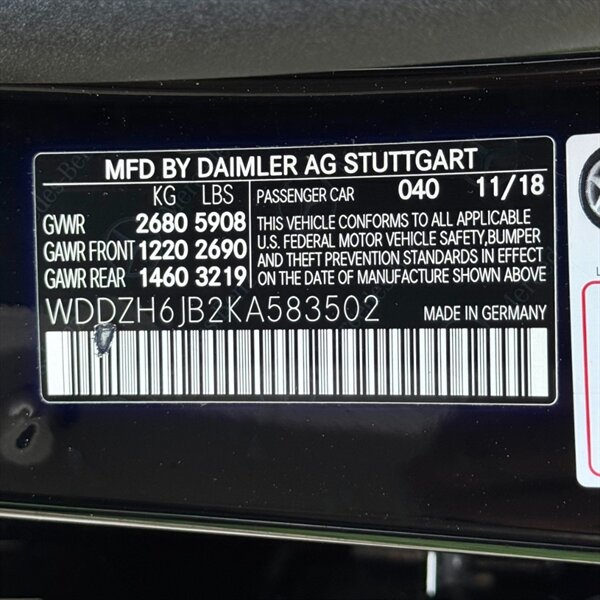 MFD BY DAIMLER AG STUTTGART
KG LBS
GVWR 2680 5908
GAWR FRONT 1220 2690
GAWR REAR 1460 3219
PASSENGER CAR 040 11/18
THIS VEHICLE CONFORMS TO ALL APPLICABLE
U.S. FEDERAL MOTOR VEHICLE SAFETY,BUMPER
AND THEFT PREVENTION STANDARDS IN EFFECT
ON THE DATE OF MANUFACTURE SHOWN ABOVE
WDDZH6JB2KA583502 MADE IN GERMANY